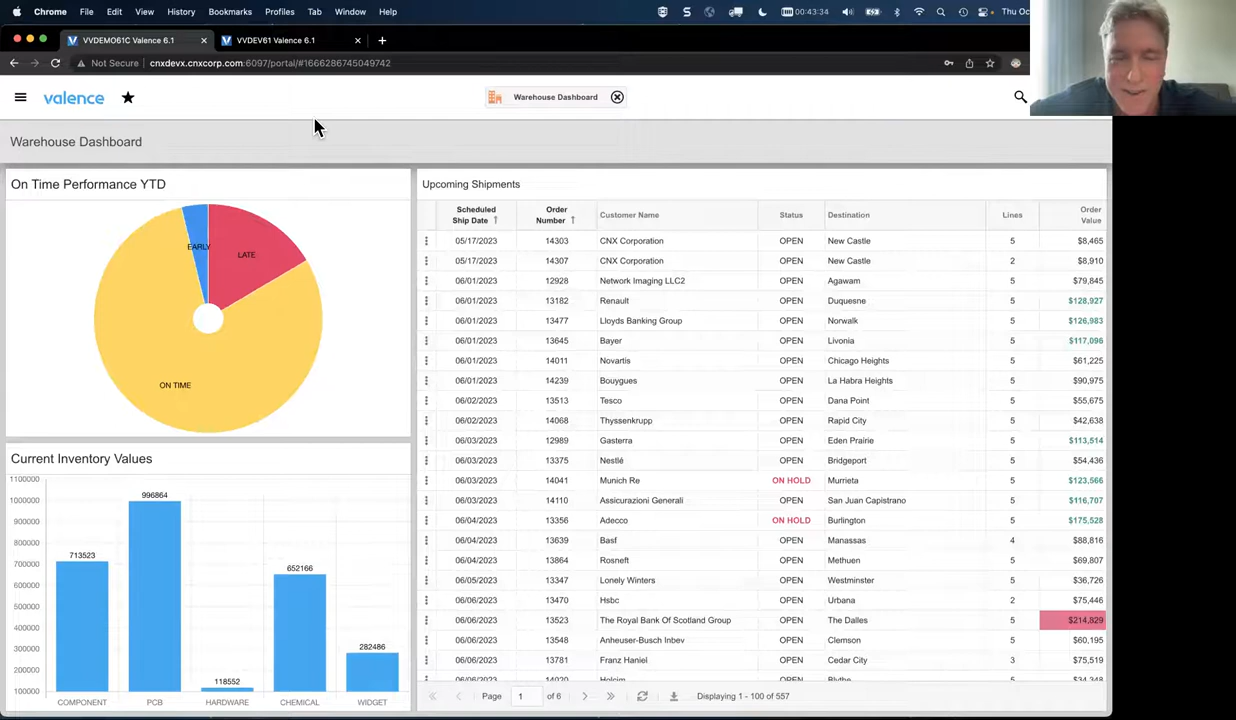 Chrome File Edit View History Bookmarks Profiles Tab Window Help 00:43:34 Thu Oc
VVDEMO61C Valence 6.1 VVDEV61 Valence 6.1
Not Secure cnxdevx.cnxcorp.com:6097/portal/#1666286745049742
valence Warehouse Dashboard
Warehouse Dashboard
On Time Performance YTD
EARLY
LATE
ON TIME
Current Inventory Values
1100000
1000000
900000
800000
700000
600000
500000
400000
300000
200000
100000
713523
996864
118552
652166
282486
COMPONENT PCB HARDWARE CHEMICAL WIDGET
Upcoming Shipments
Scheduled Ship Date Order Number Customer Name Status Destination Lines Order Value
05/17/2023 14303 CNX Corporation OPEN New Castle 5 $8,465
05/17/2023 14307 CNX Corporation OPEN New Castle 2 $8,910
06/01/2023 12928 Network Imaging LLC2 OPEN Agawam 5 $79,845
06/01/2023 13182 Renault OPEN Duquesne 5 $128,927
06/01/2023 13477 Lloyds Banking Group OPEN Norwalk 5 $126,983
06/01/2023 13645 Bayer OPEN Livonia 5 $117,096
06/01/2023 14011 Novartis OPEN Chicago Heights 5 $61,225
06/01/2023 14239 Bouygues OPEN La Habra Heights 5 $90,975
06/02/2023 13513 Tesco OPEN Dana Point 5 $55,675
06/02/2023 14068 Thyssenkrupp OPEN Rapid City 5 $42,638
06/03/2023 12989 Gasterra OPEN Eden Prairie 5 $113,514
06/03/2023 13375 Nestlé OPEN Bridgeport 5 $54,436
06/03/2023 14041 Munich Re ON HOLD Murrieta 5 $123,566
06/03/2023 14110 Assicurazioni Generali OPEN San Juan Capistrano 5 $116,707
06/04/2023 13356 Adecco ON HOLD Burlington 5 $175,528
06/04/2023 13639 Basf OPEN Manassas 4 $88,816
06/04/2023 13864 Rosneft OPEN Methuen 5 $69,807
06/05/2023 13347 Lonely Winters OPEN Westminster 5 $36,726
06/06/2023 13470 Hsbc OPEN Urbana 2 $75,446
06/06/2023 13523 The Royal Bank Of Scotland Group OPEN The Dalles 5 $214,829
06/06/2023 13548 Anheuser-Busch Inbev OPEN Clemson 5 $60,195
06/06/2023 13781 Franz Haniel OPEN Cedar City 3 $75,519
06/06/2023 14020 Holcim OPEN Blythe 5 $34,348
Page 1 of 6 Displaying 1 - 100 of 557